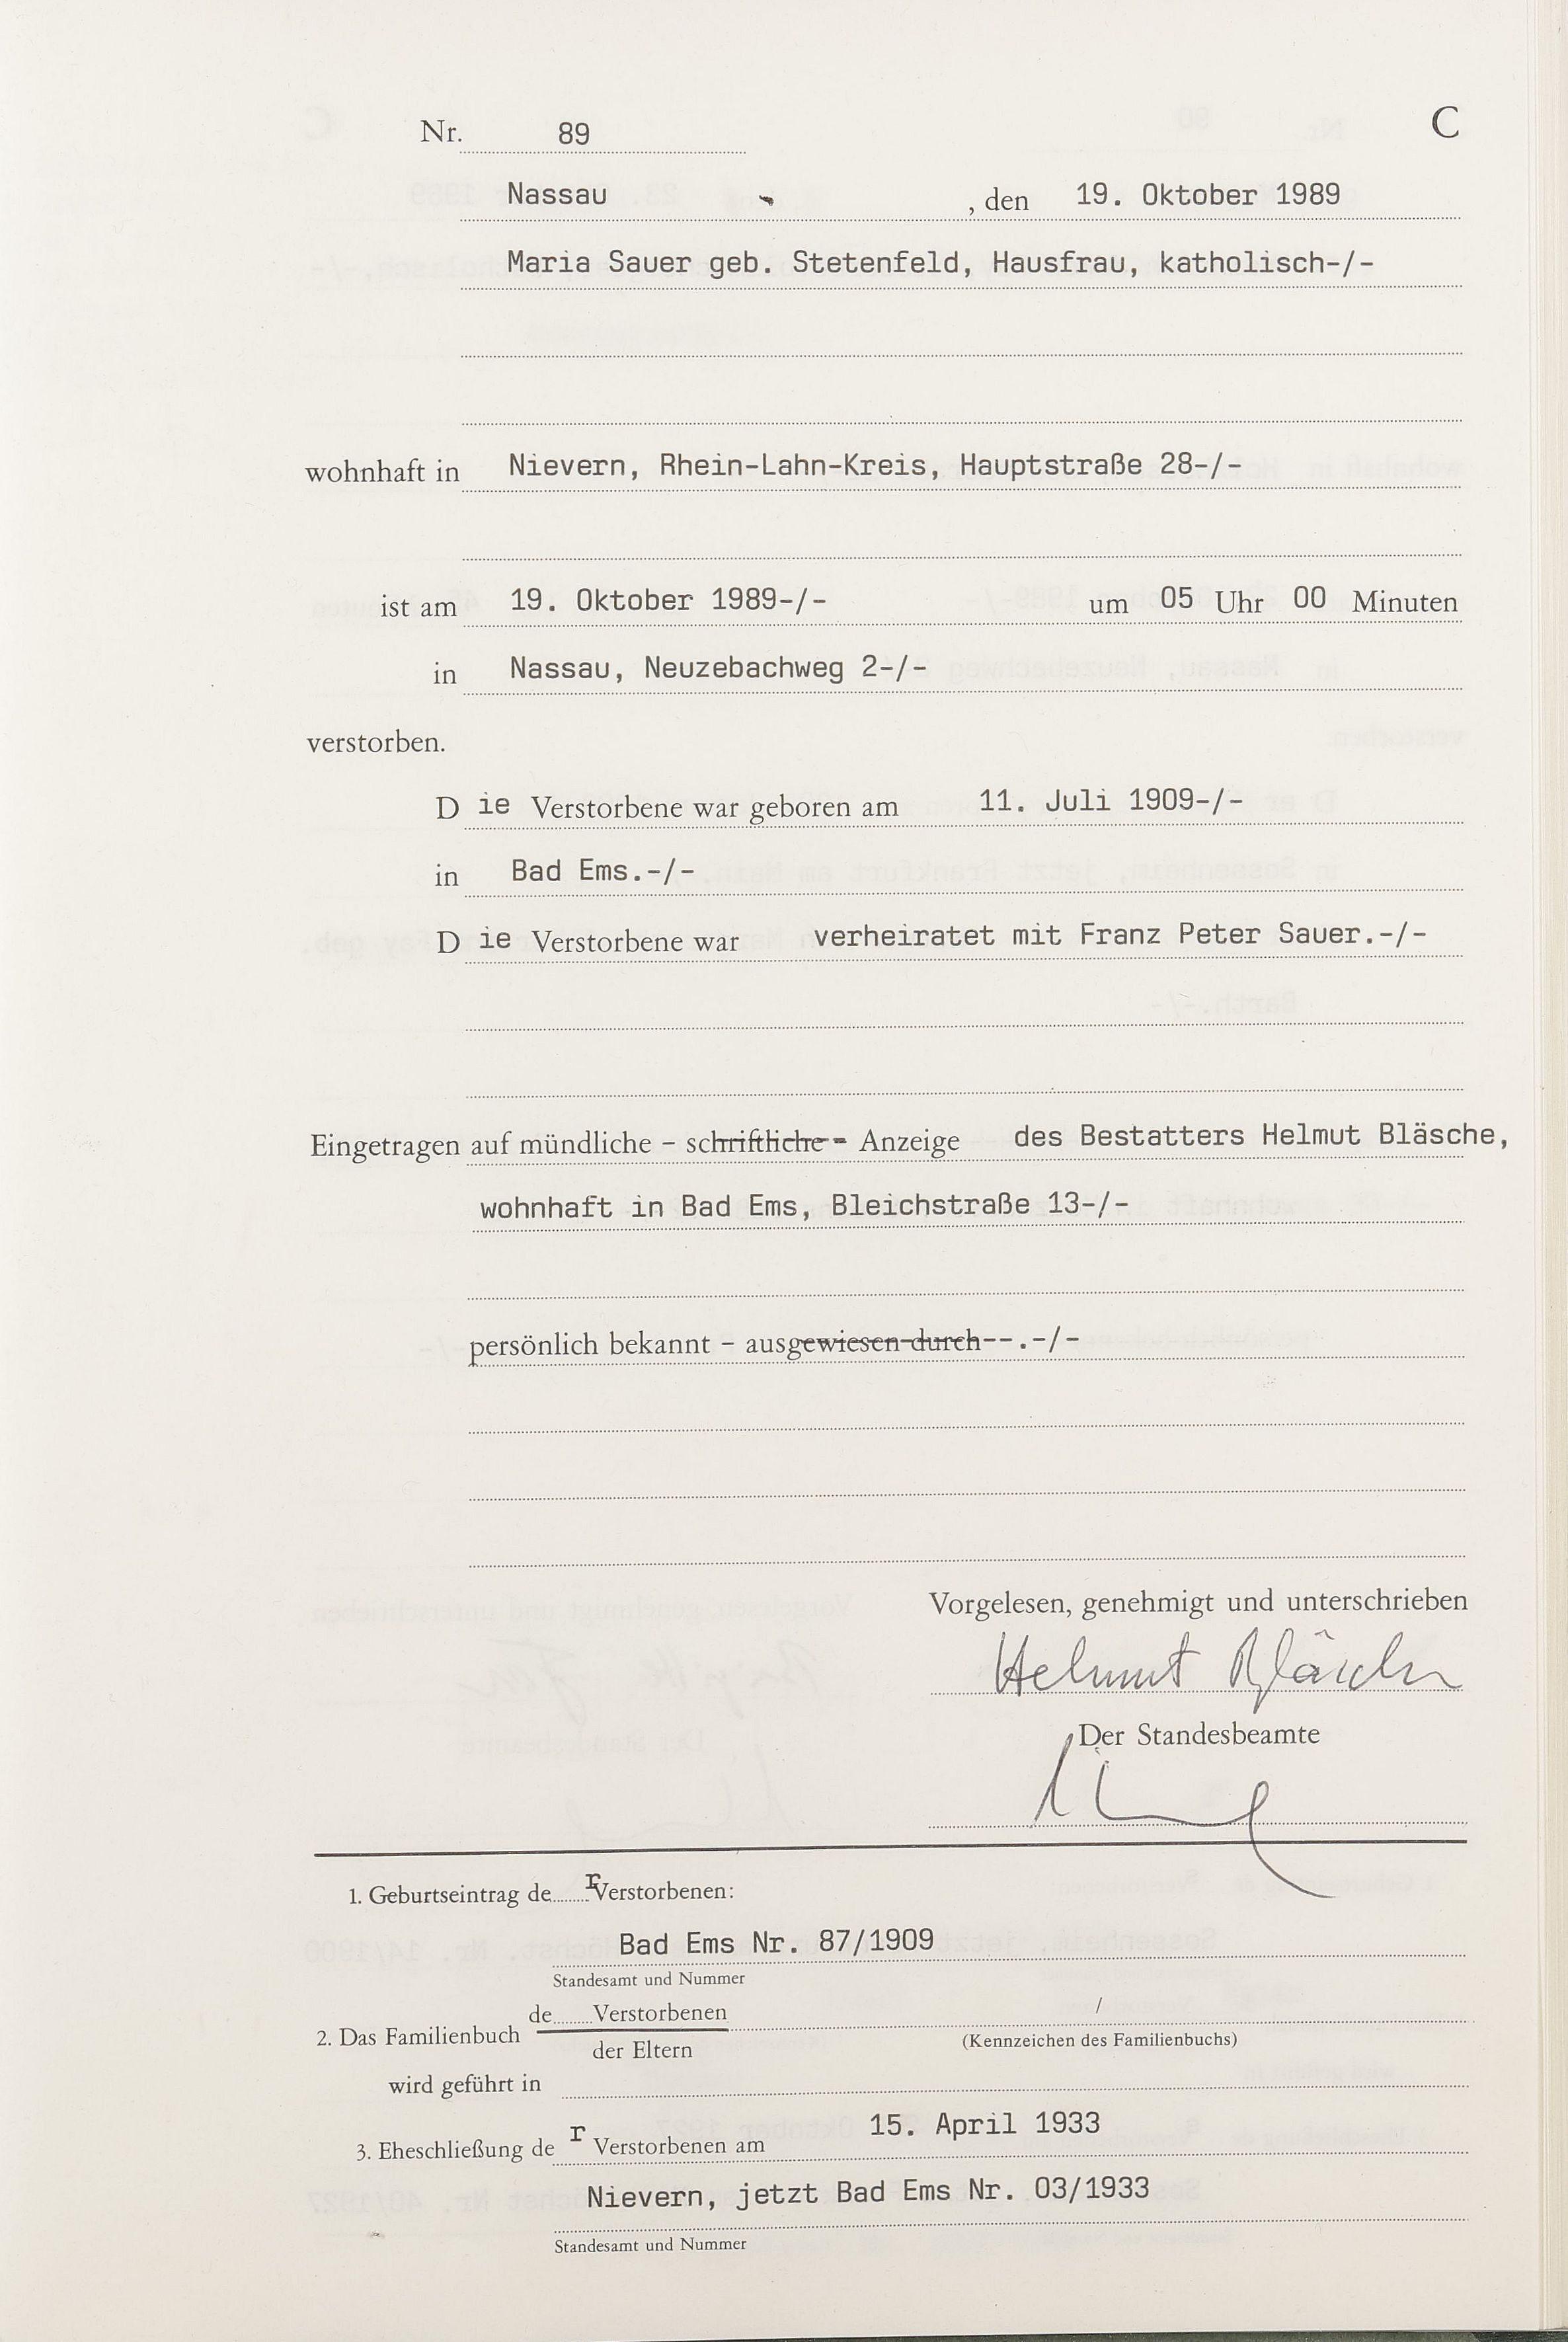 Nr. 89 C
Nassau , den 19. Oktober 1989
Maria Sauer geb. Stetenfeld, Hausfrau, katholisch-/-
wohnhaft in Nievern, Rhein-Lahn-Kreis, Hauptstraße 28-/-
ist am 19. Oktober 1989-/- um 05 Uhr 00 Minuten
in Nassau, Neuzebachweg 2-/-
verstorben.
D ie Verstorbene war geboren am 11. Juli 1909-/-
in Bad Ems.-/-
D ie Verstorbene war verheiratet mit Franz Peter Sauer.-/-
Eingetragen auf mündliche - schriftliche - Anzeige des Bestatters Helmut Bläsche,
wohnhaft in Bad Ems, Bleichstraße 13-/-
persönlich bekannt - ausgewiesen durch--.-/-
Vorgelesen, genehmigt und unterschrieben
Helmut Bläsche
Der Standesbeamte
1. Geburtseintrag de r Verstorbenen:
Bad Ems Nr. 87/1909
Standesamt und Nummer
de........ Verstorbenen /
2. Das Familienbuch
der Eltern (Kennzeichen des Familienbuchs)
wird geführt in
15. April 1933
3. Eheschließung de r Verstorbenen am
Nievern, jetzt Bad Ems Nr. 03/1933
Standesamt und Nummer